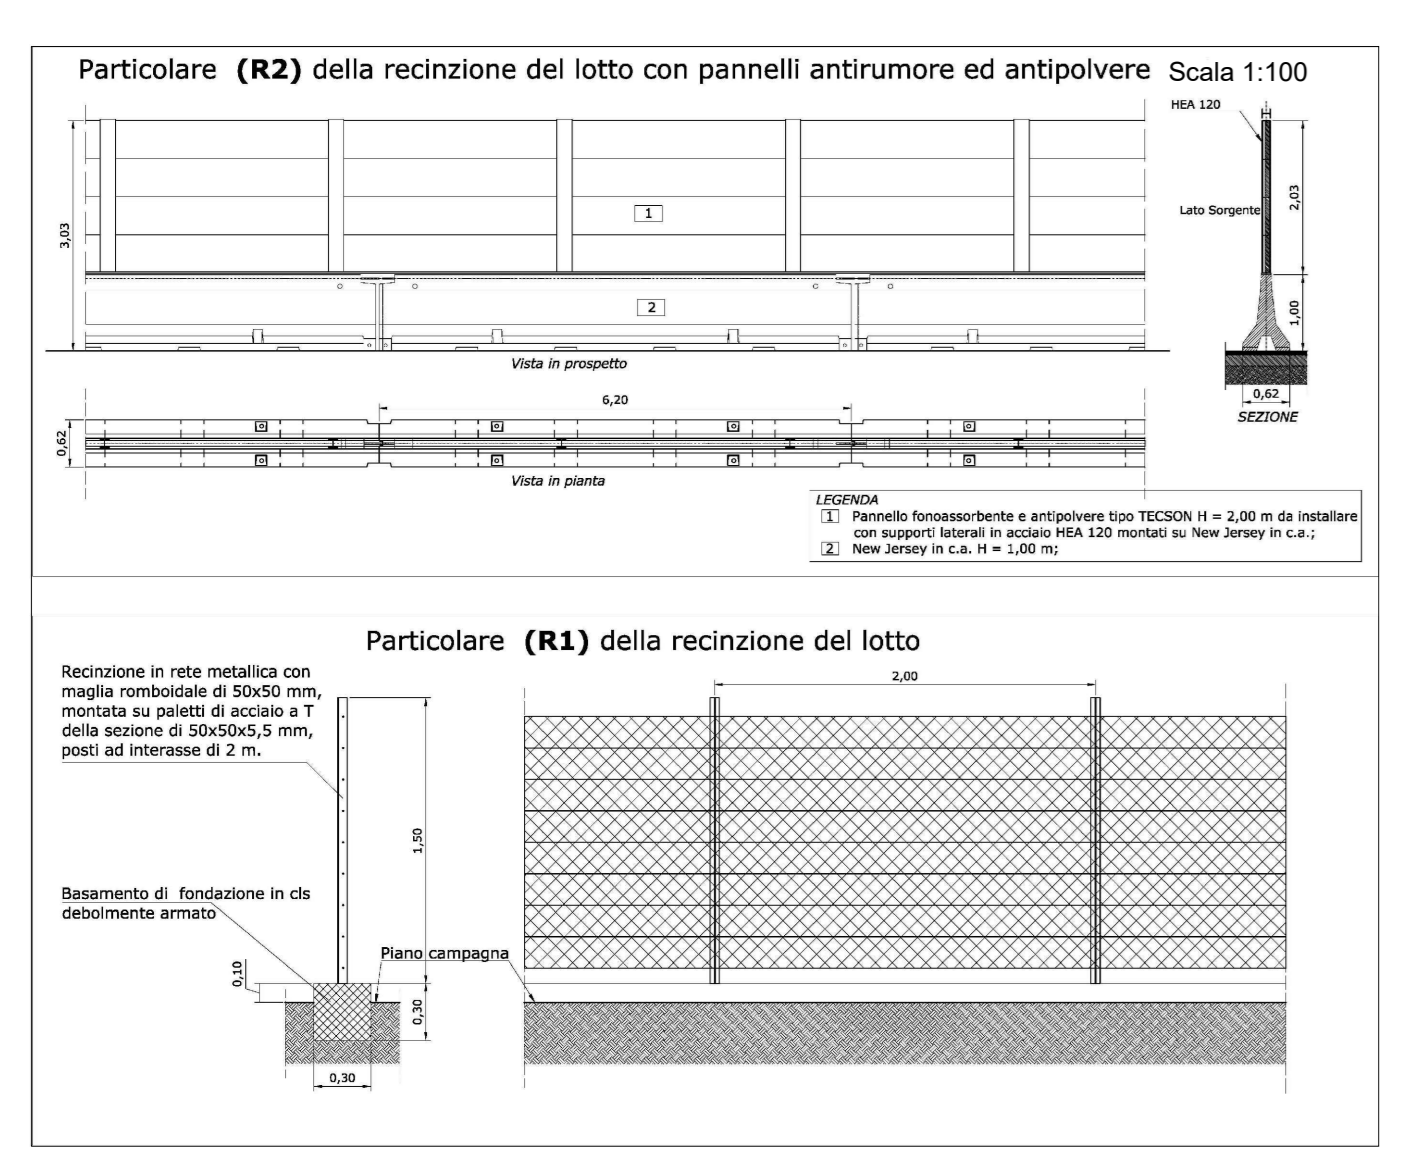 Particolare (R2) della recinzione del lotto con pannelli antirumore ed antipolvere Scala 1:100
HEA 120
3,03
1
2,03
Lato Sorgente
2
1,00
Vista in prospetto
0,62
SEZIONE
6,20
0,62
Vista in pianta
LEGENDA
1 Pannello fonoassorbente e antipolvere tipo TECSON H = 2,00 m da installare
con supporti laterali in acciaio HEA 120 montati su New Jersey in c.a.;
2 New Jersey in c.a. H = 1,00 m;
Particolare (R1) della recinzione del lotto
Recinzione in rete metallica con
maglia romboidale di 50x50 mm,
montata su paletti di acciaio a T
della sezione di 50x50x5,5 mm,
posti ad interasse di 2 m.
2,00
1,50
Basamento di fondazione in cls
debolmente armato
Piano campagna
0,10
0,30
0,30